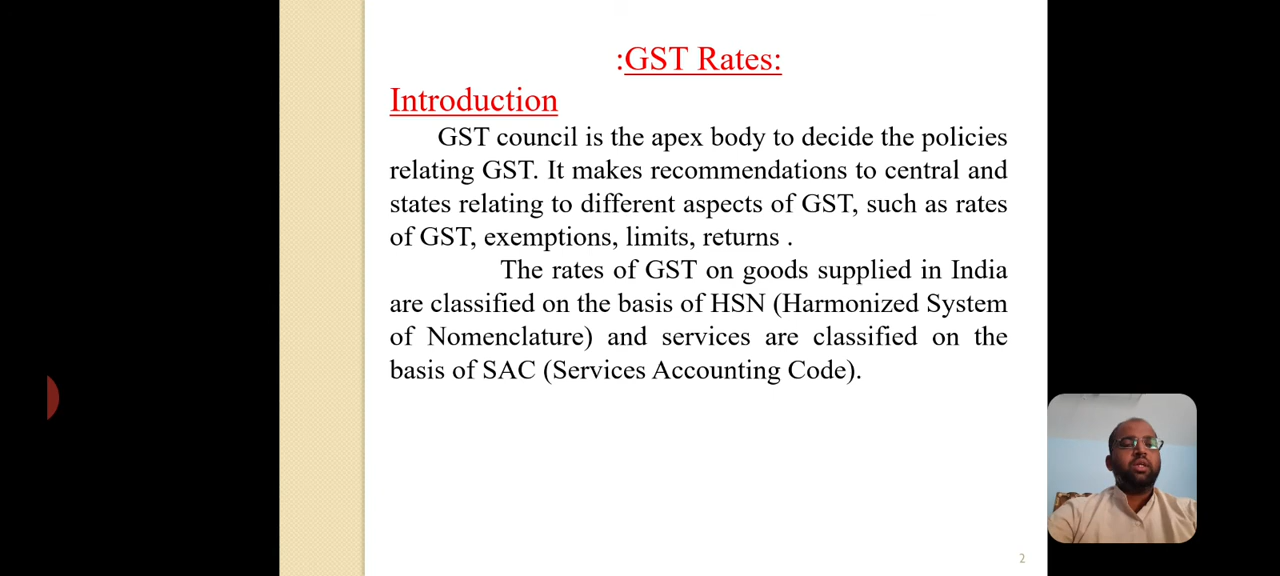 :GST Rates:
Introduction
GST council is the apex body to decide the policies
relating GST. It makes recommendations to central and
states relating to different aspects of GST, such as rates
of GST, exemptions, limits, returns .
The rates of GST on goods supplied in India
are classified on the basis of HSN (Harmonized System
of Nomenclature) and services are classified on the
basis of SAC (Services Accounting Code).
2